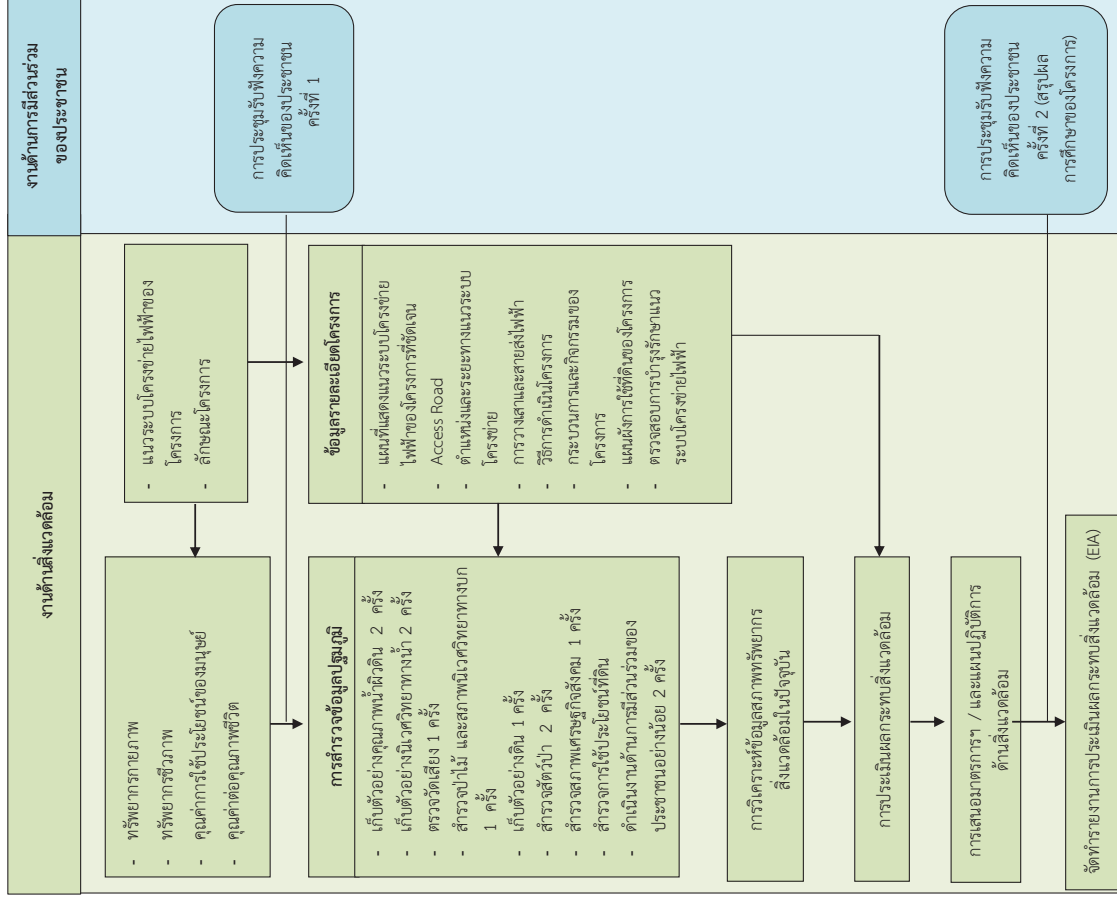 งานด้านสิ่งแวดล้อม
งานด้านการมีส่วนร่วม
ของประชาชน
- ทรัพยากรกายภาพ
- ทรัพยากรชีวภาพ
- คุณค่าการใช้ประโยชน์ของมนุษย์
- คุณค่าต่อคุณภาพชีวิต
- แนวระบบโครงข่ายไฟฟ้าของ
โครงการ
- ลักษณะโครงการ
การประชุมรับฟังความ
คิดเห็นของประชาชน
ครั้งที่ 1
การสำรวจข้อมูลปฐมภูมิ
- เก็บตัวอย่างคุณภาพน้ำผิวดิน 2 ครั้ง
- เก็บตัวอย่างนิเวศวิทยาทางน้ำ 2 ครั้ง
- ตรวจวัดเสียง 1 ครั้ง
- สำรวจป่าไม้ และสภาพนิเวศวิทยาทางบก
1 ครั้ง
- เก็บตัวอย่างดิน 1 ครั้ง
- สำรวจสัตว์ป่า 2 ครั้ง
- สำรวจสภาพเศรษฐกิจสังคม 1 ครั้ง
- สำรวจการใช้ประโยชน์ที่ดิน
- ดำเนินงานด้านการมีส่วนร่วมของ
ประชาชนอย่างน้อย 2 ครั้ง
ข้อมูลรายละเอียดโครงการ
- แผนที่แสดงแนวระบบโครงข่าย
ไฟฟ้าของโครงการที่ชัดเจน
Access Road
- ตำแหน่งและระยะทางแนวระบบ
โครงข่าย
- การวางเสาและสายส่งไฟฟ้า
- วิธีการดำเนินโครงการ
- กระบวนการและกิจกรรมของ
โครงการ
- แผนผังการใช้ที่ดินของโครงการ
- ตรวจสอบการบำรุงรักษาแนว
ระบบโครงข่ายไฟฟ้า
การวิเคราะห์ข้อมูลสภาพทรัพยากร
สิ่งแวดล้อมในปัจจุบัน
การประเมินผลกระทบสิ่งแวดล้อม
การเสนอมาตรการฯ / และแผนปฏิบัติการ
ด้านสิ่งแวดล้อม
การประชุมรับฟังความ
คิดเห็นของประชาชน
ครั้งที่ 2 (สรุปผล
การศึกษาของโครงการ)
จัดทำรายงานการประเมินผลกระทบสิ่งแวดล้อม (EIA)